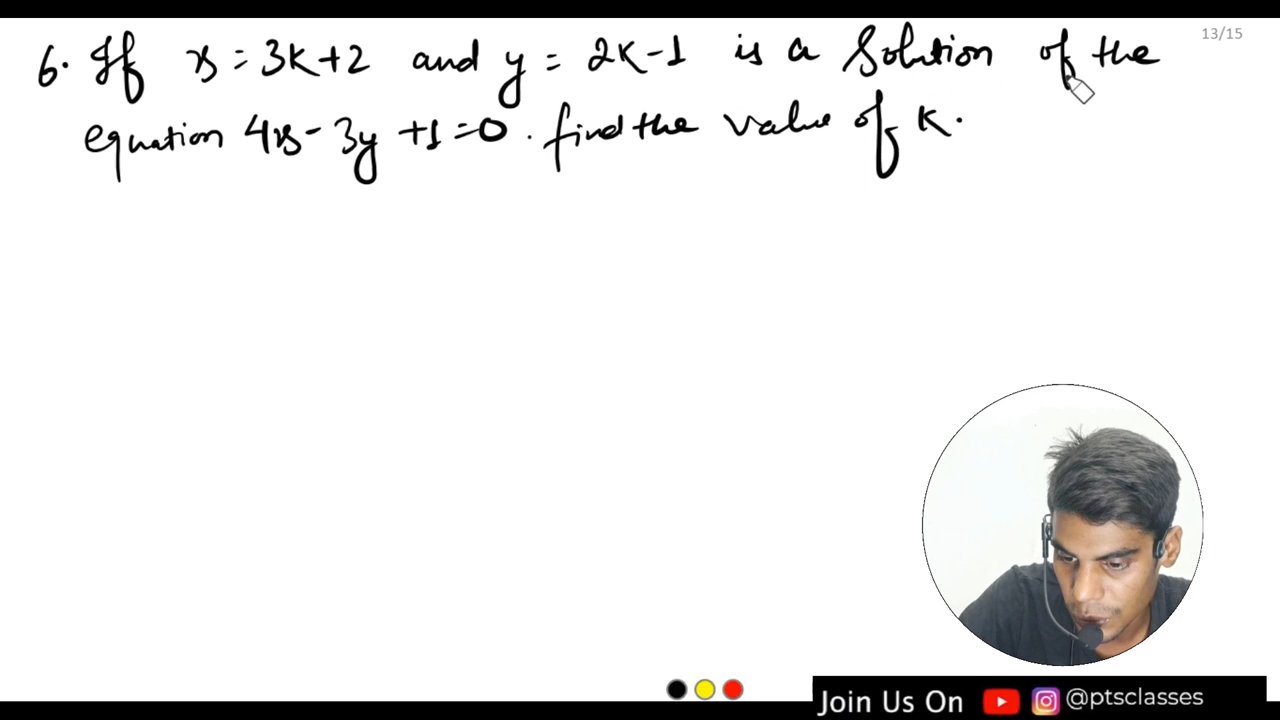 13/15
6. If x = 3k+2 and y = 2k-1 is a Solution of the
equation 4x - 3y +1 =0. find the value of k.
Join Us On @ptsclasses